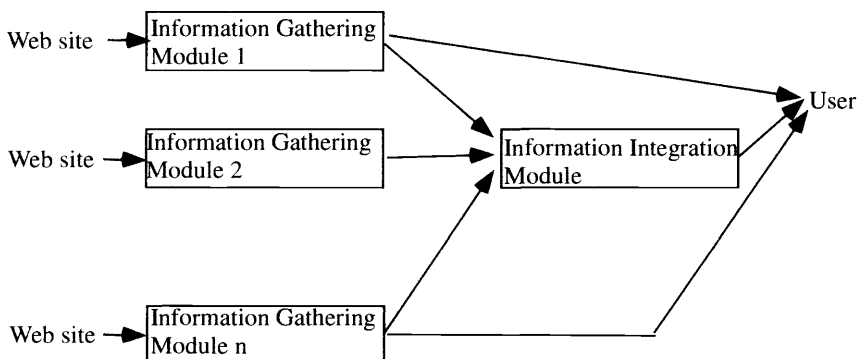 Web site
Information Gathering
Module 1
User
Web site
Information Gathering
Module 2
Information Integration
Module
Web site
Information Gathering
Module n